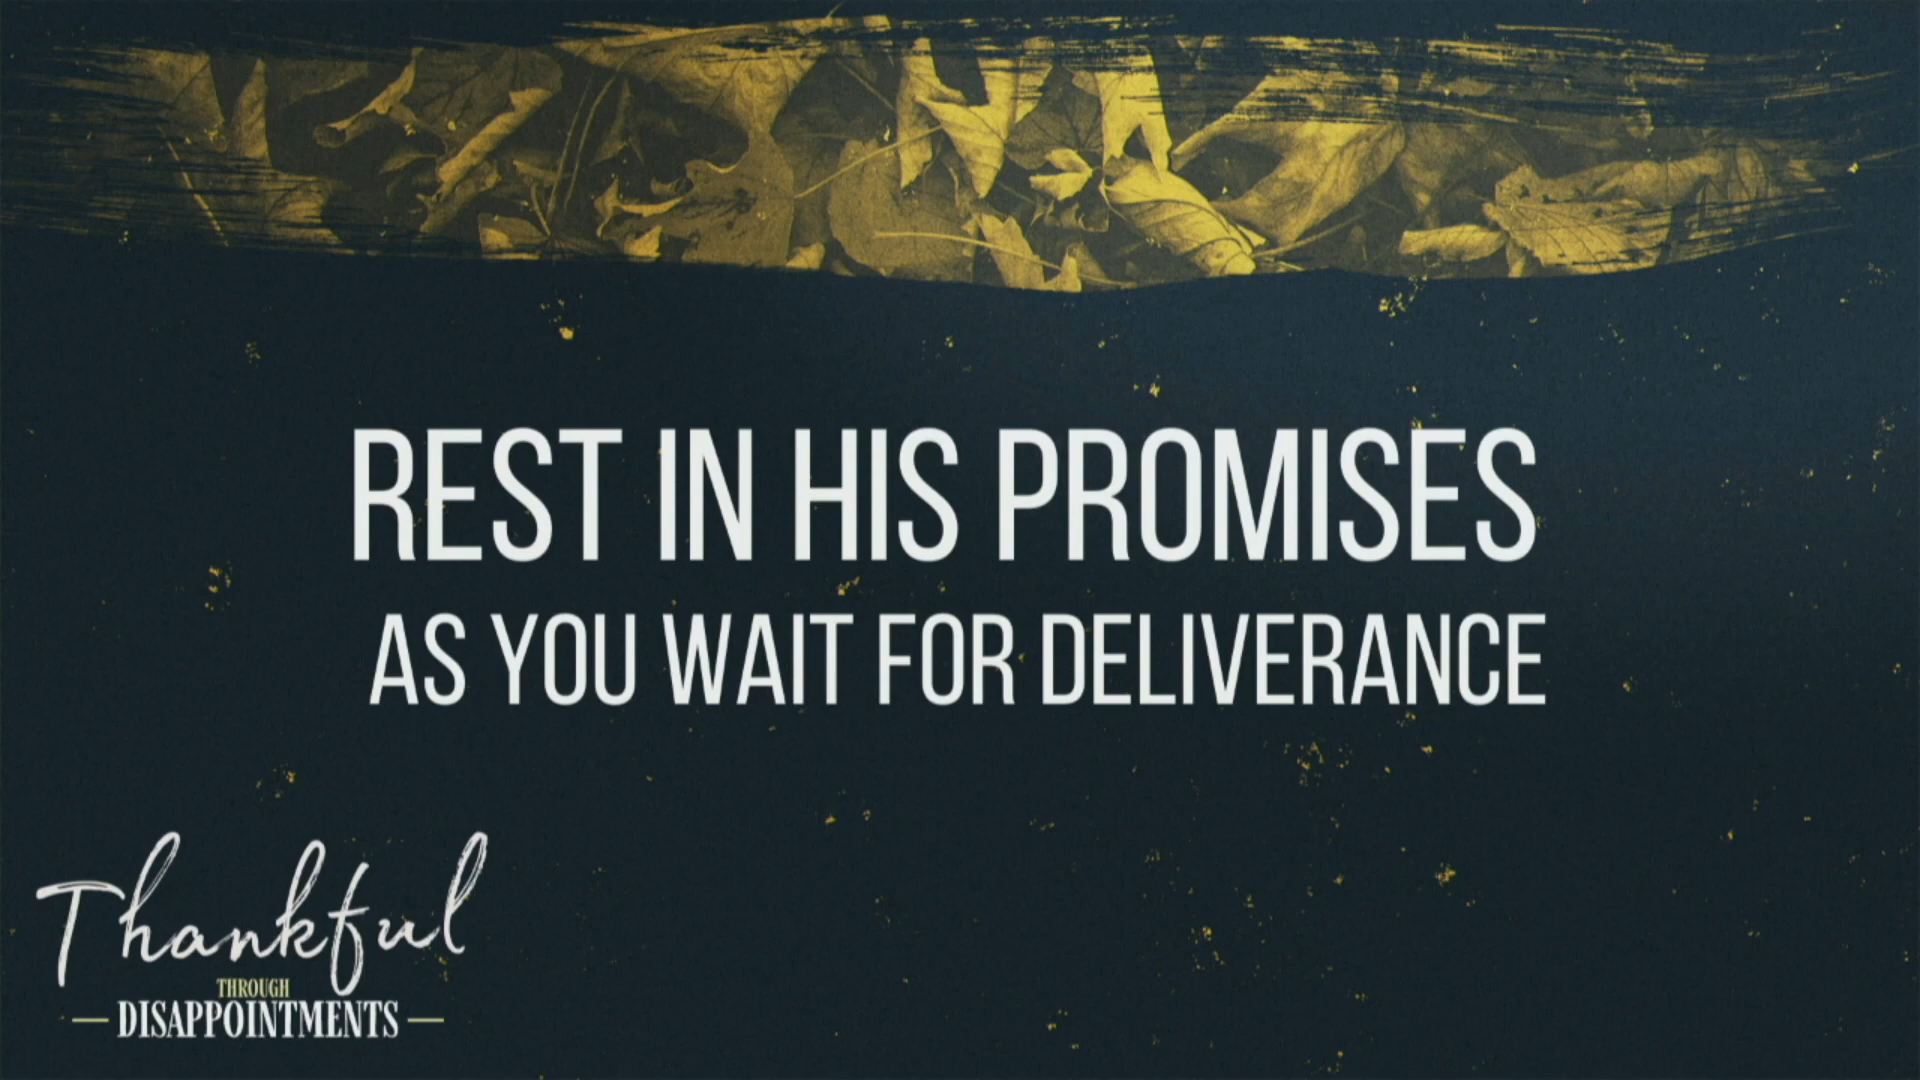 REST IN HIS PROMISES
AS YOU WAIT FOR DELIVERANCE
Thankful
THROUGH
DISAPPOINTMENTS